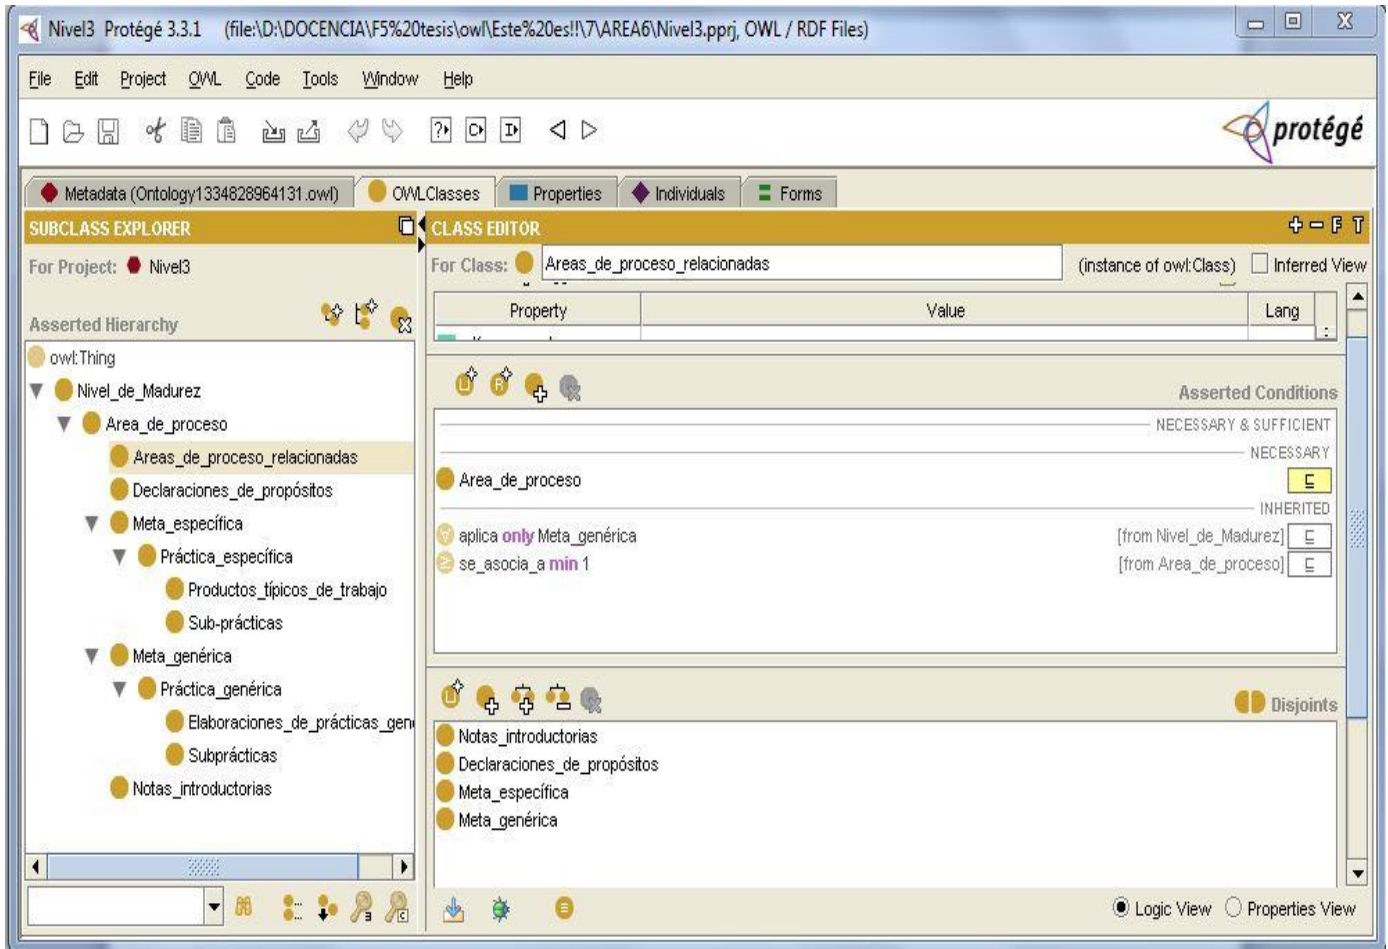 Nivel3 Protégé 3.3.1 (file:\D:\DOCENCIA\F5%20tesis\owl\Este%20es!!\7\AREA6\Nivel3.pprj, OWL / RDF Files)
File Edit Project OWL Code Tools Window Help
protégé
Metadata (Ontology1334828964131.owl) OWLClasses Properties Individuals Forms
SUBCLASS EXPLORER
For Project: Nivel3
Asserted Hierarchy
owl:Thing
Nivel_de_Madurez
Area_de_proceso
Areas_de_proceso_relacionadas
Declaraciones_de_propósitos
Meta_específica
Práctica_específica
Productos_típicos_de_trabajo
Sub-prácticas
Meta_genérica
Práctica_genérica
Elaboraciones_de_prácticas_gen
Subprácticas
Notas_introductorias
CLASS EDITOR
For Class: Areas_de_proceso_relacionadas (instance of owl:Class) Inferred View
Property Value Lang
Asserted Conditions
NECESSARY & SUFFICIENT
NECESSARY
Area_de_proceso
INHERITED
aplica only Meta_genérica [from Nivel_de_Madurez]
se_asocia_a min 1 [from Area_de_proceso]
Disjoints
Notas_introductorias
Declaraciones_de_propósitos
Meta_específica
Meta_genérica
Logic View Properties View